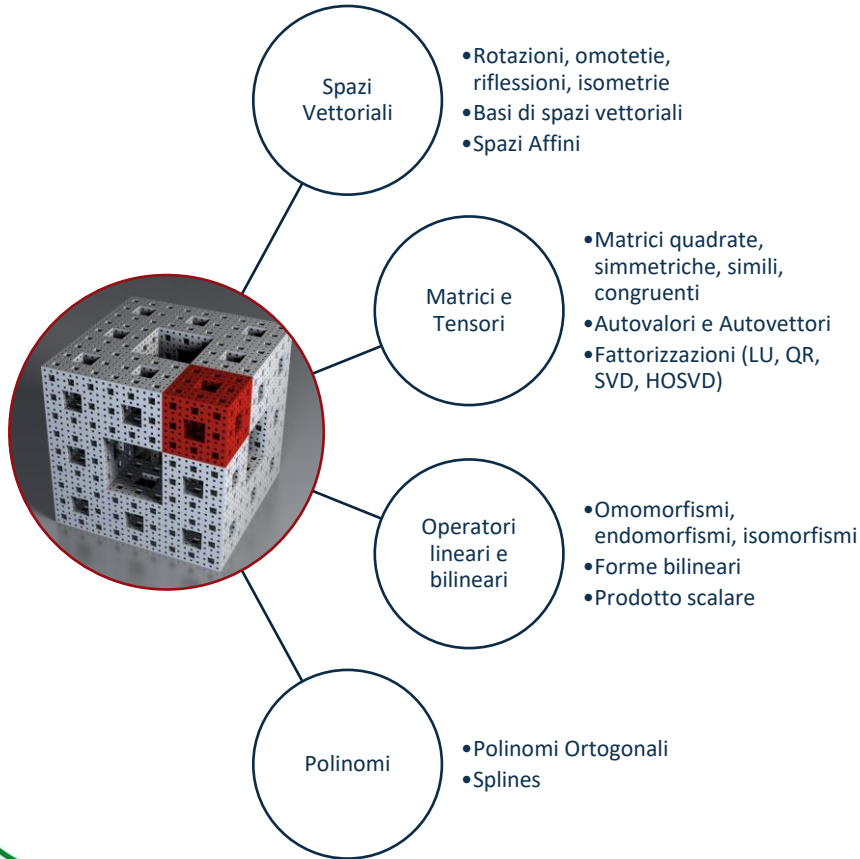 Spazi
Vettoriali
•Rotazioni, omotetie,
riflessioni, isometrie
•Basi di spazi vettoriali
•Spazi Affini
Matrici e
Tensori
•Matrici quadrate,
simmetriche, simili,
congruenti
•Autovalori e Autovettori
•Fattorizzazioni (LU, QR,
SVD, HOSVD)
Operatori
lineari e
bilineari
•Omomorfismi,
endomorfismi, isomorfismi
•Forme bilineari
•Prodotto scalare
Polinomi
•Polinomi Ortogonali
•Splines